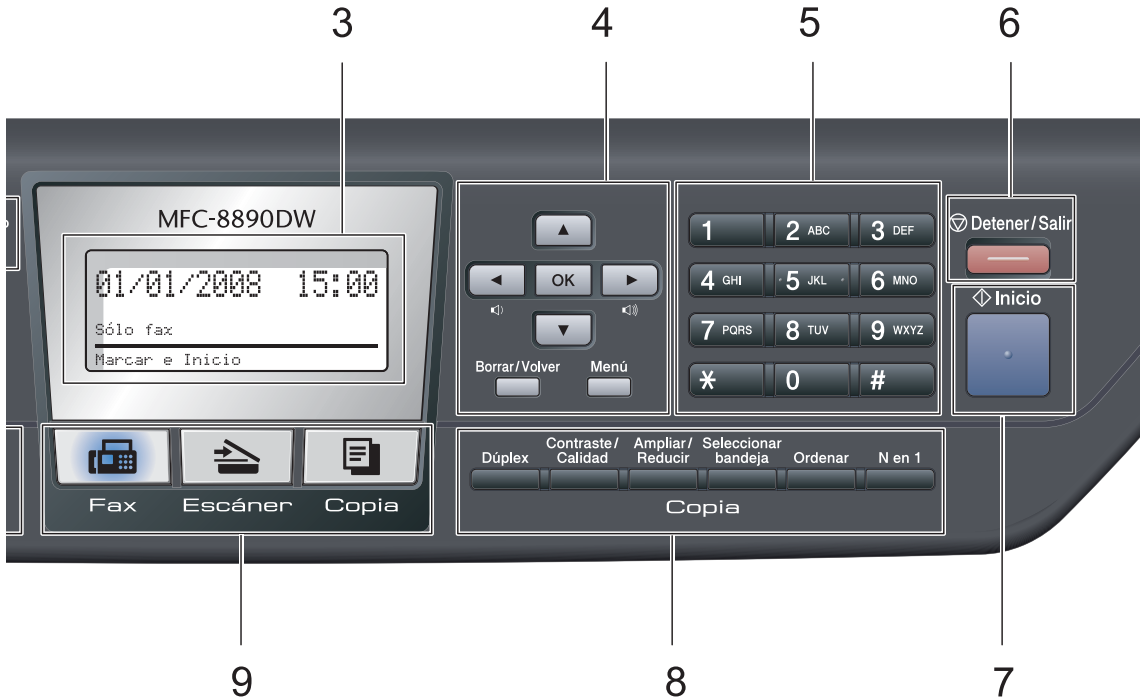 3
4
5
6
MFC-8890DW
01/01/2008 15:00
Sólo fax
Marcar e Inicio
OK
Borrar/Volver Menú
1
2 ABC
3 DEF
4 GHI
5 JKL
6 MNO
7 PQRS
8 TUV
9 WXYZ
*
0
#
Detener/Salir
Inicio
Fax
Escáner
Copia
Dúplex
Contraste/
Calidad
Ampliar/
Reducir
Seleccionar
bandeja
Ordenar
N en 1
Copia
9
8
7